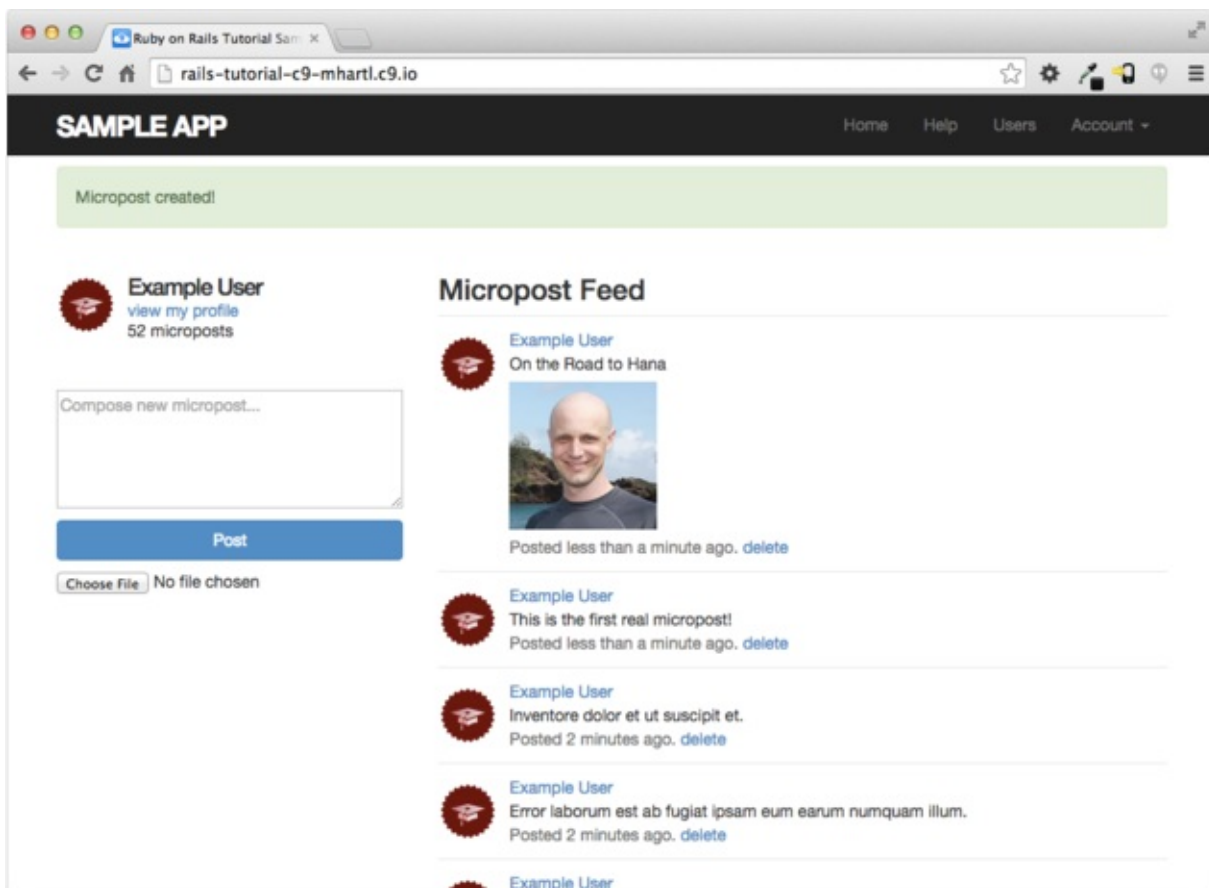 Ruby on Rails Tutorial Sam
rails-tutorial-c9-mhartl.c9.io
SAMPLE APP
Home Help Users Account
Micropost created!
Example User
view my profile
52 microposts
Compose new micropost...
Post
Choose File No file chosen
Micropost Feed
Example User
On the Road to Hana
Posted less than a minute ago. delete
Example User
This is the first real micropost!
Posted less than a minute ago. delete
Example User
Inventore dolor et ut suscipit et.
Posted 2 minutes ago. delete
Example User
Error laborum est ab fugiat ipsam eum earum numquam illum.
Posted 2 minutes ago. delete
Example User